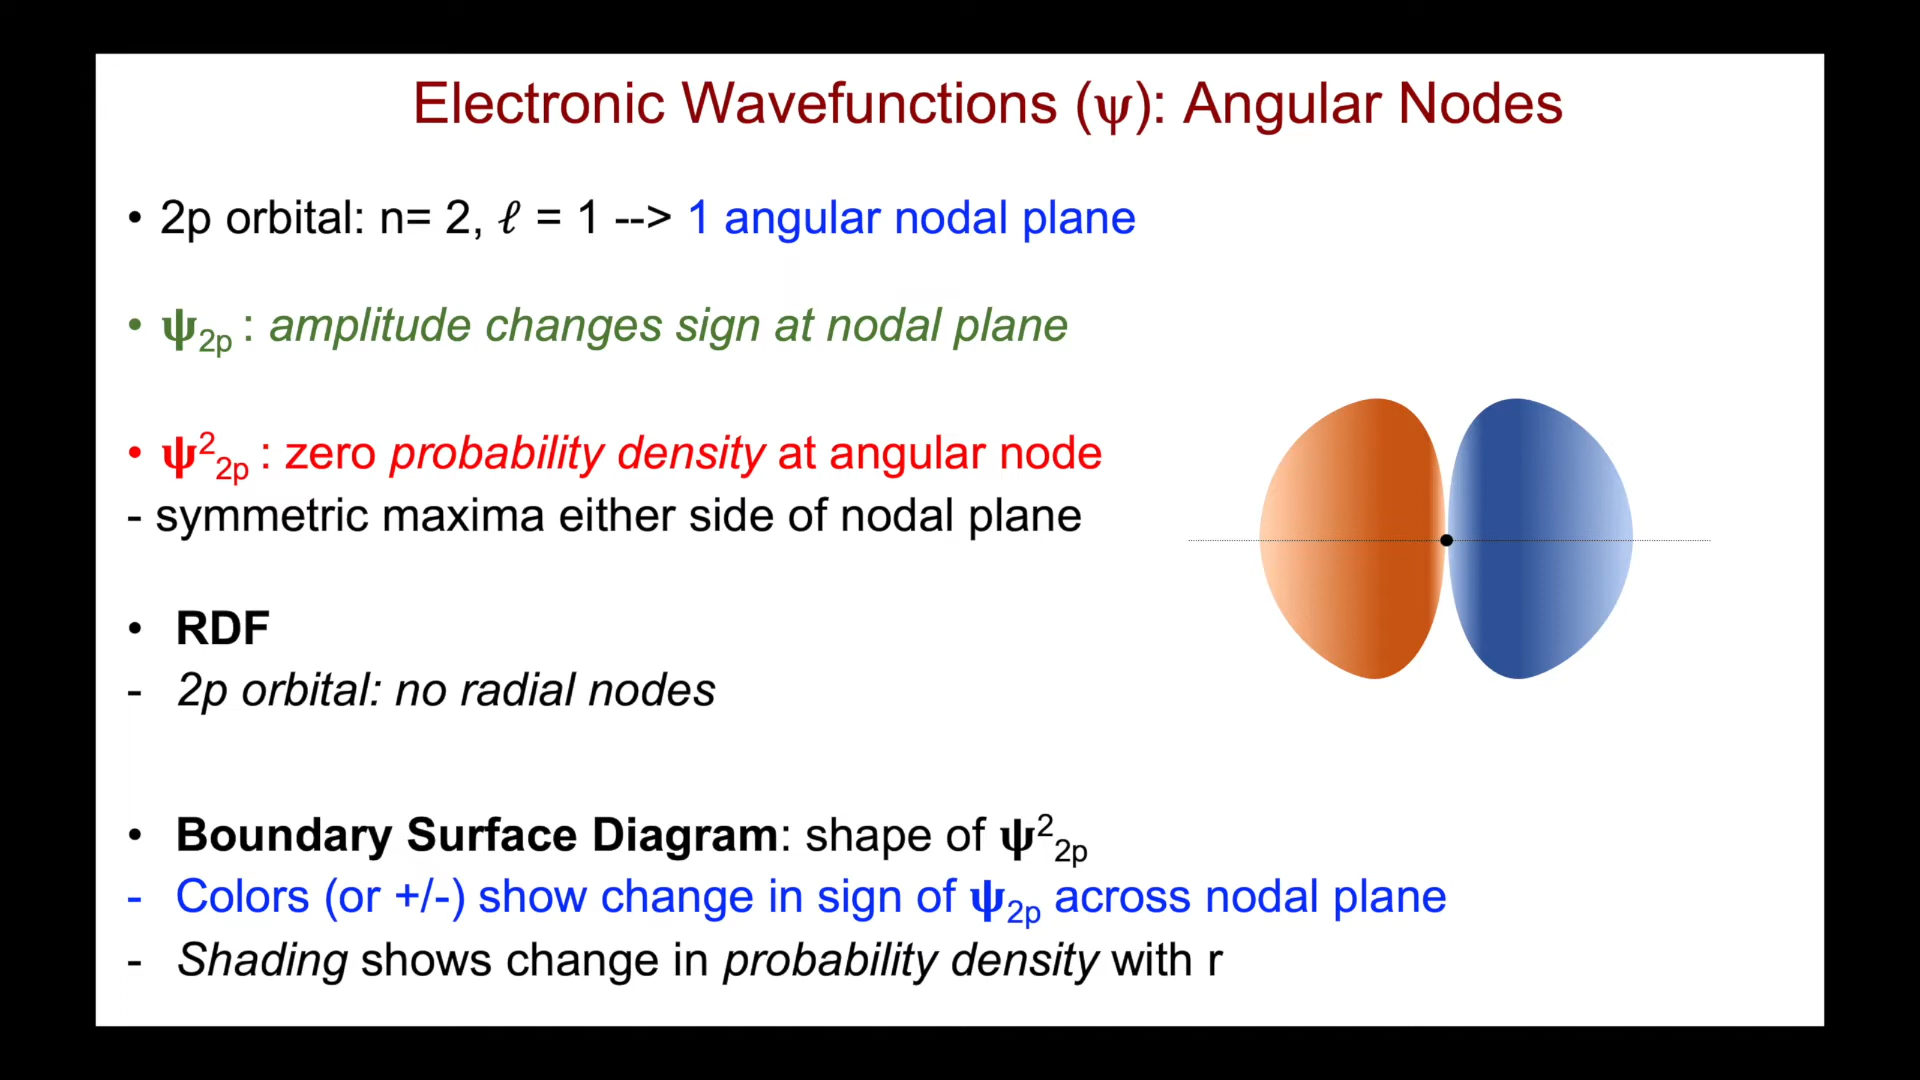 Electronic Wavefunctions (ψ): Angular Nodes
• 2p orbital: n= 2, ℓ = 1 --> 1 angular nodal plane
• ψ₂ₚ : amplitude changes sign at nodal plane
• ψ²₂ₚ : zero probability density at angular node
- symmetric maxima either side of nodal plane
• RDF
- 2p orbital: no radial nodes
• Boundary Surface Diagram: shape of ψ²₂ₚ
- Colors (or +/-) show change in sign of ψ₂ₚ across nodal plane
- Shading shows change in probability density with r